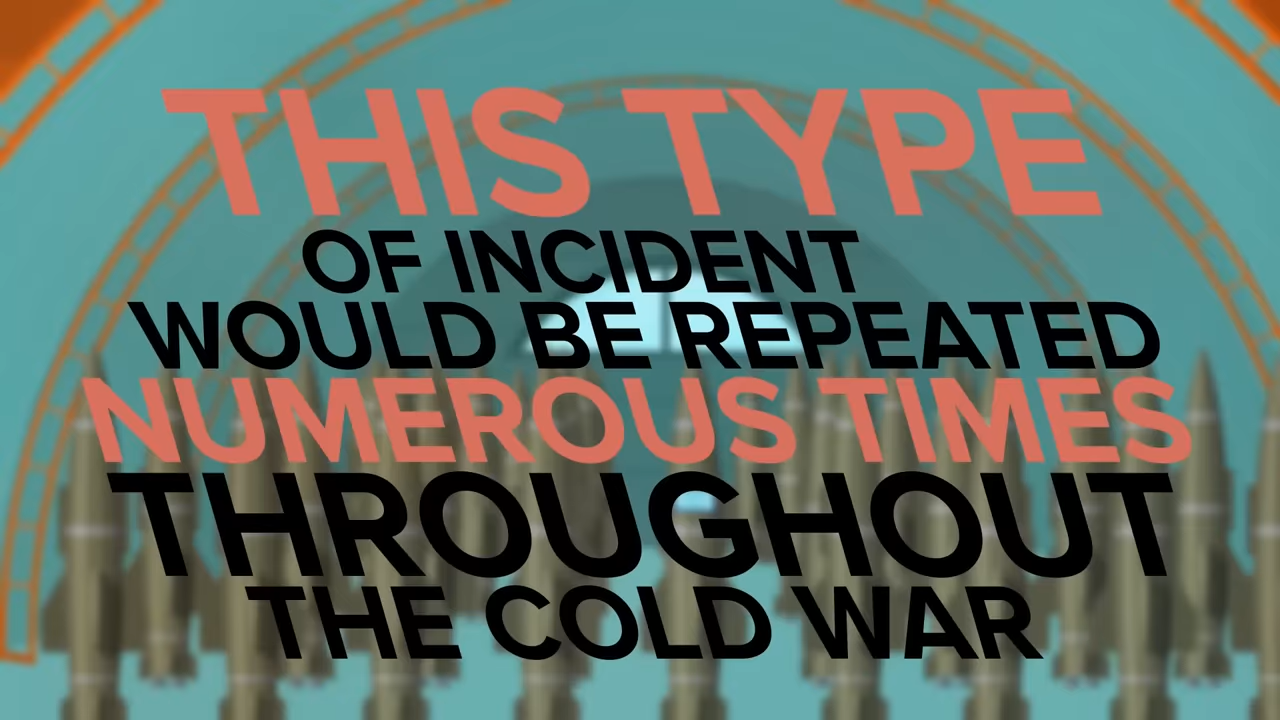 THIS TYPE
OF INCIDENT
WOULD BE REPEATED
NUMEROUS TIMES
THROUGHOUT
THE COLD WAR